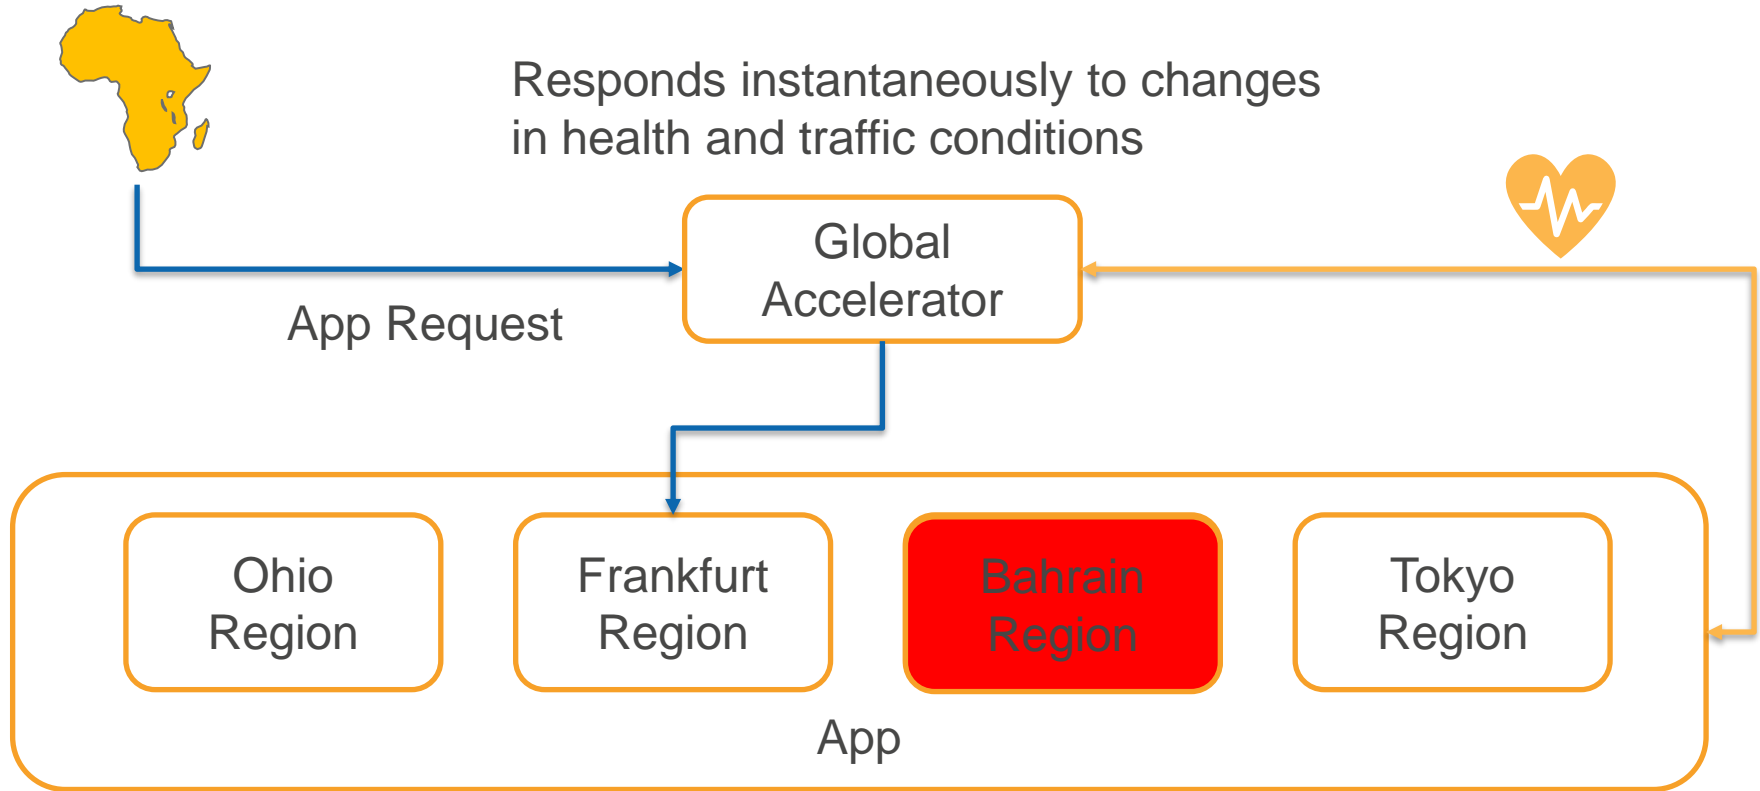 Responds instantaneously to changes
in health and traffic conditions
Global
Accelerator
App Request
Ohio
Region
Frankfurt
Region
Bahrain
Region
Tokyo
Region
App